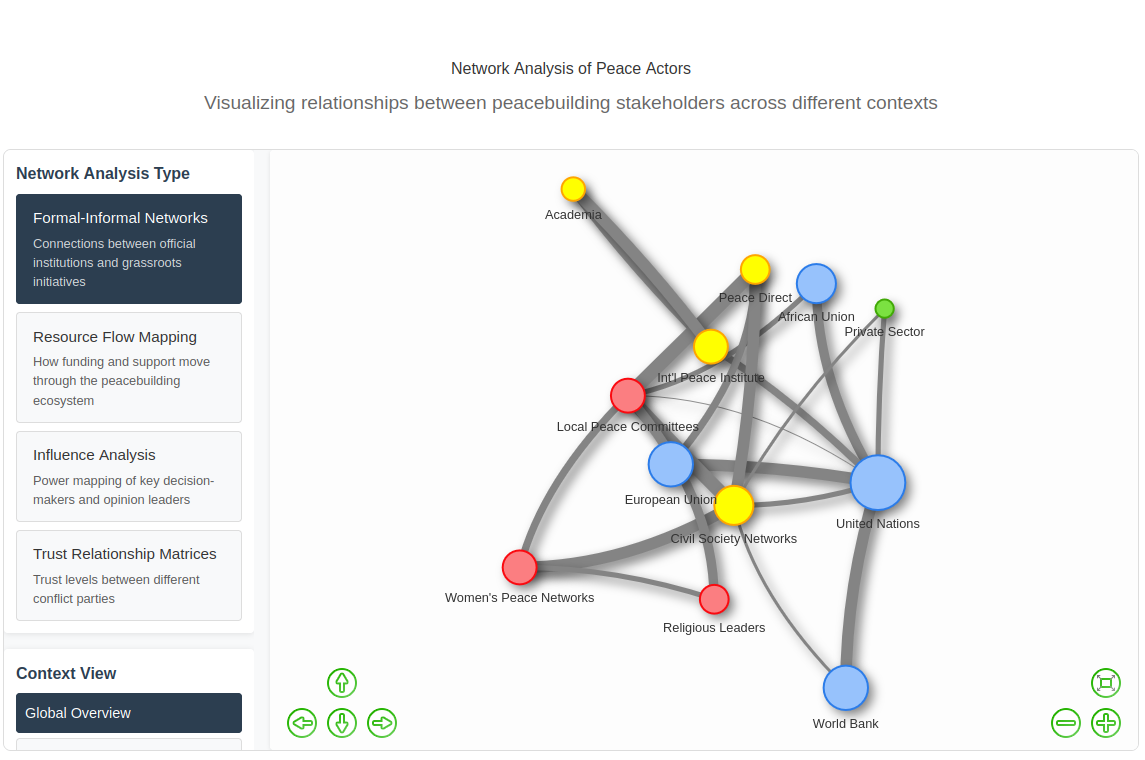 Network Analysis of Peace Actors
Visualizing relationships between peacebuilding stakeholders across different contexts
Network Analysis Type
Formal-Informal Networks
Connections between official
institutions and grassroots
initiatives
Resource Flow Mapping
How funding and support move
through the peacebuilding
ecosystem
Influence Analysis
Power mapping of key decision-
makers and opinion leaders
Trust Relationship Matrices
Trust levels between different
conflict parties
Context View
Global Overview
Academia
Peace Direct
African Union
Private Sector
Int'l Peace Institute
Local Peace Committees
European Union
United Nations
Civil Society Networks
Women's Peace Networks
Religious Leaders
World Bank